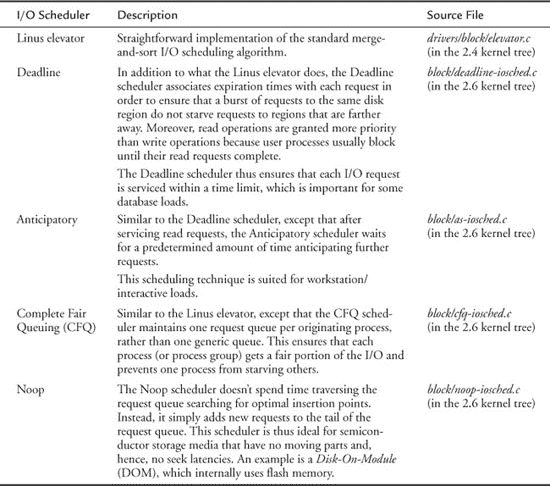 I/O Scheduler Description Source File
Linus elevator Straightforward implementation of the standard merge- drivers/block/elevator.c
and-sort I/O scheduling algorithm. (in the 2.4 kernel tree)
Deadline In addition to what the Linus elevator does, the Deadline block/deadline-iosched.c
scheduler associates expiration times with each request in (in the 2.6 kernel tree)
order to ensure that a burst of requests to the same disk
region do not starve requests to regions that are farther
away. Moreover, read operations are granted more priority
than write operations because user processes usually block
until their read requests complete.
The Deadline scheduler thus ensures that each I/O request
is serviced within a time limit, which is important for some
database loads.
Anticipatory Similar to the Deadline scheduler, except that after block/as-iosched.c
servicing read requests, the Anticipatory scheduler waits (in the 2.6 kernel tree)
for a predetermined amount of time anticipating further
requests.
This scheduling technique is suited for workstation/
interactive loads.
Complete Fair Similar to the Linus elevator, except that the CFQ sched- block/cfq-iosched.c
Queuing (CFQ) uler maintains one request queue per originating process, (in the 2.6 kernel tree)
rather than one generic queue. This ensures that each
process (or process group) gets a fair portion of the I/O and
prevents one process from starving others.
Noop The Noop scheduler doesn't spend time traversing the block/noop-iosched.c
request queue searching for optimal insertion points. (in the 2.6 kernel tree)
Instead, it simply adds new requests to the tail of the
request queue. This scheduler is thus ideal for semicon-
ductor storage media that have no moving parts and,
hence, no seek latencies. An example is a Disk-On-Module
(DOM), which internally uses flash memory.